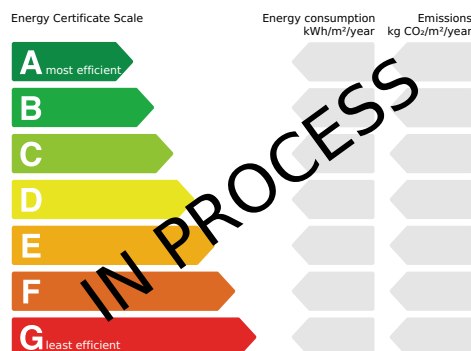 Energy Certificate Scale
Energy consumption
kWh/m²/year
Emissions
kg CO₂/m²/year
A most efficient
B
C
D
E
F
G least efficient
IN PROCESS